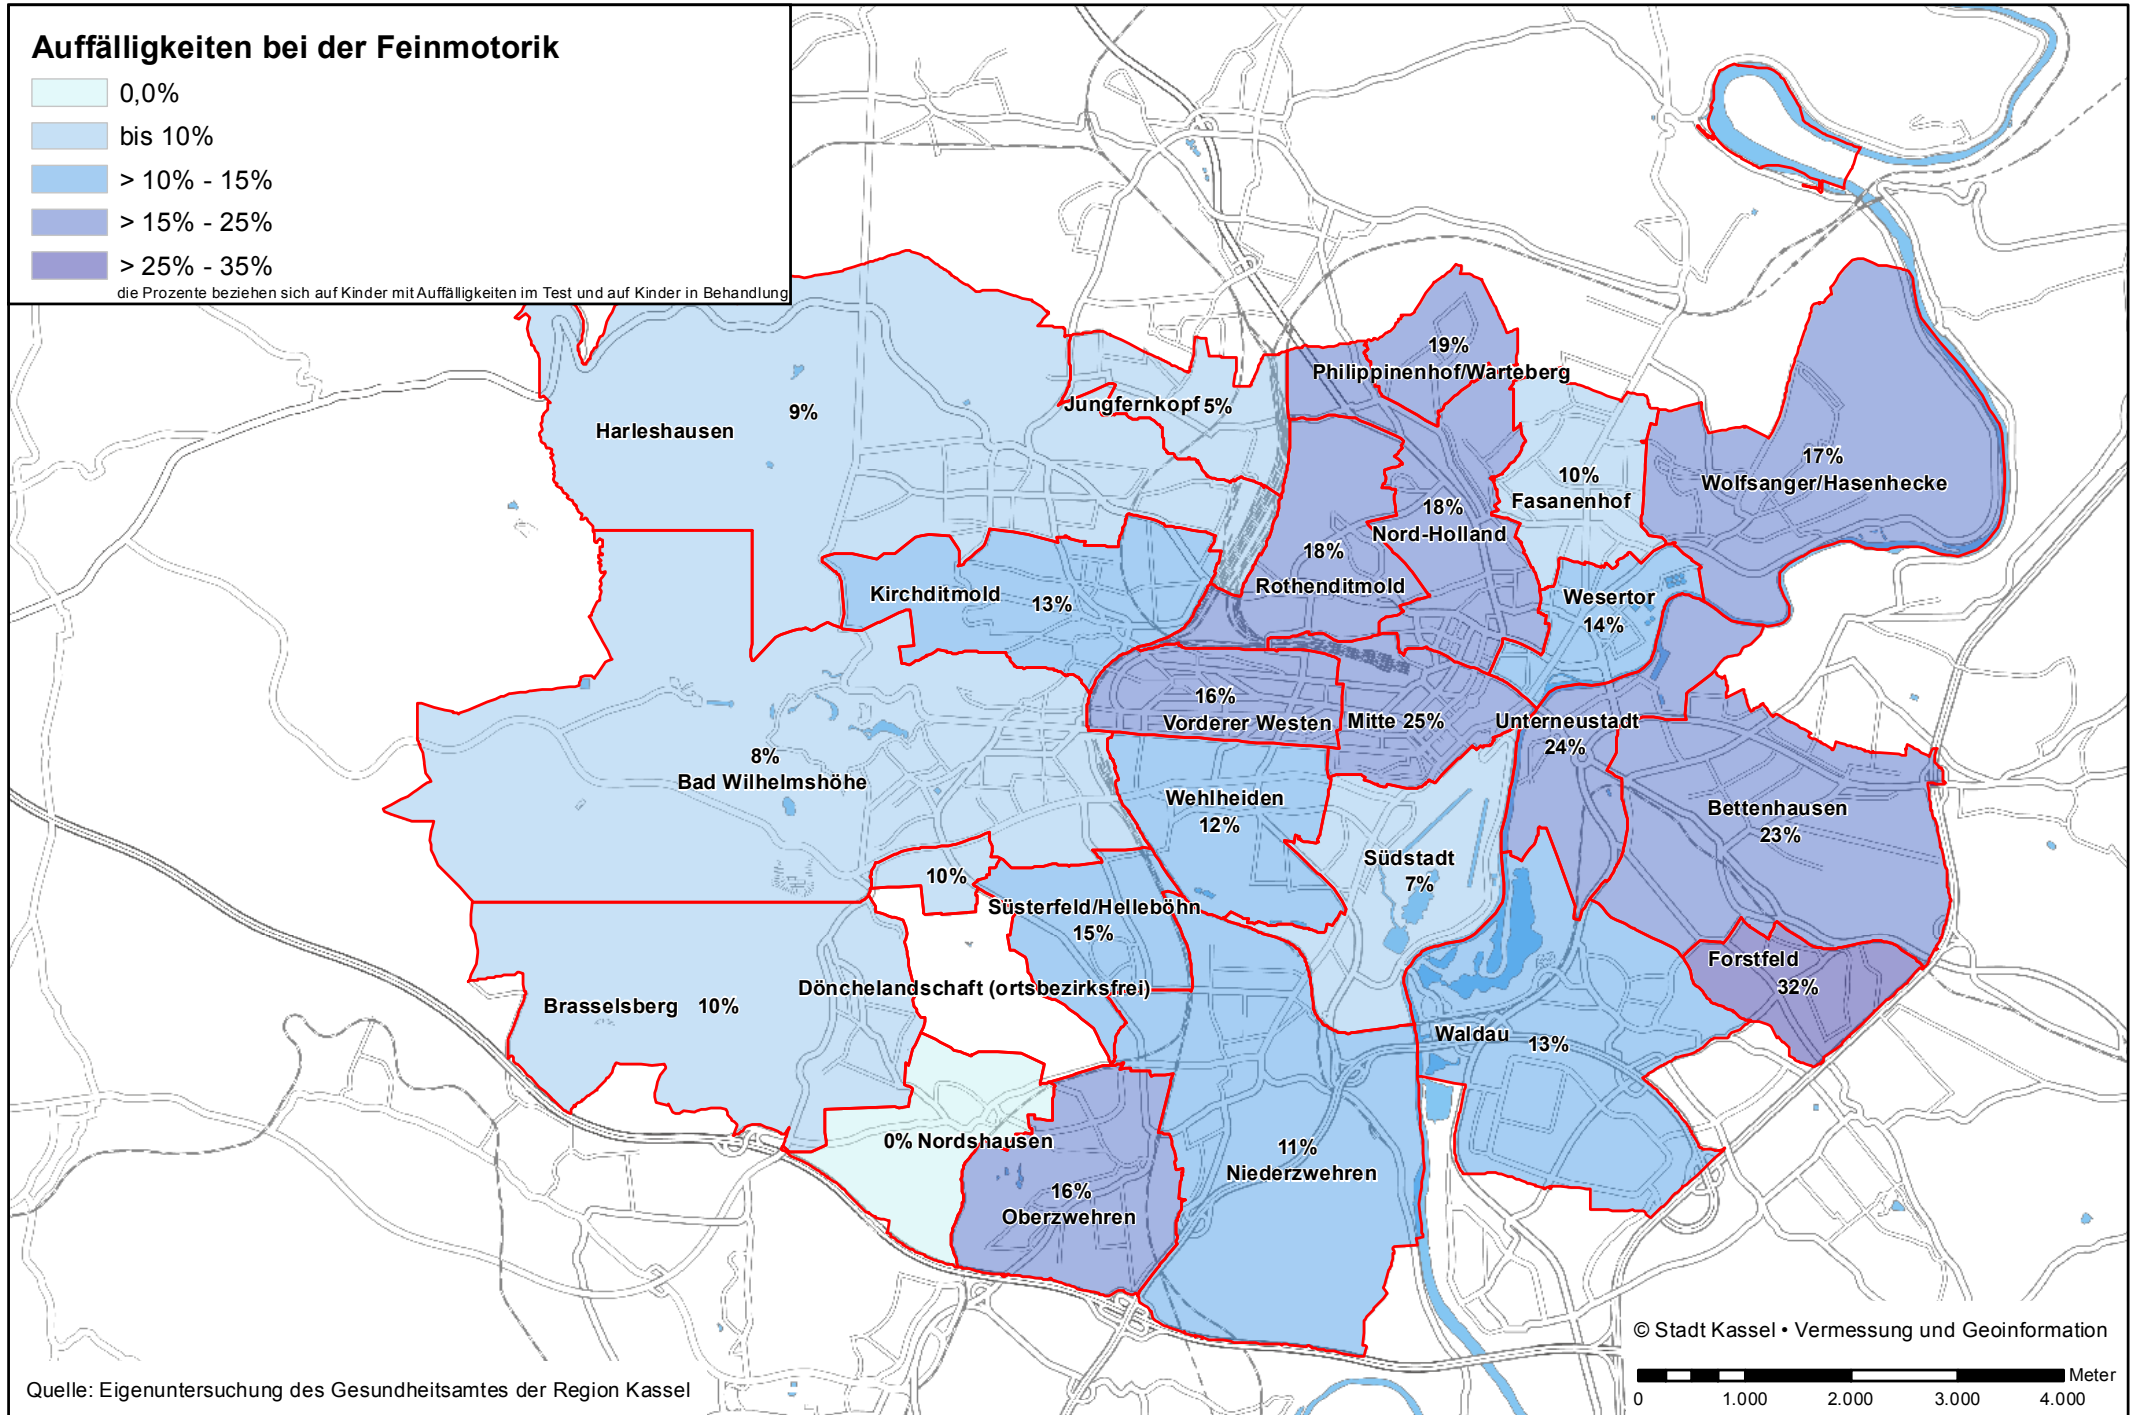 Auffälligkeiten bei der Feinmotorik
0,0%
bis 10%
> 10% - 15%
> 15% - 25%
> 25% - 35%
die Prozente beziehen sich auf Kinder mit Auffälligkeiten im Test und auf Kinder in Behandlung
19%
Philippinenhof/Warteberg
Jungfernkopf 5%
9%
Harleshausen
17%
Wolfsanger/Hasenhecke
10%
Fasanenhof
18%
Nord-Holland
18%
Rothenditmold
Kirchditmold 13%
Wesertor
14%
16%
Vorderer Westen
Mitte 25%
Unterneustadt
24%
8%
Bad Wilhelmshöhe
Wehlheiden
12%
Bettenhausen
23%
Südstadt
7%
10%
Süsterfeld/Helleböhn
15%
Forstfeld
32%
Dönchelandschaft (ortsbezirksfrei)
Brasselsberg 10%
Waldau 13%
0% Nordshausen
11%
Niederzwehren
16%
Oberzwehren
© Stadt Kassel • Vermessung und Geoinformation
Meter
0 1.000 2.000 3.000 4.000
Quelle: Eigenuntersuchung des Gesundheitsamtes der Region Kassel